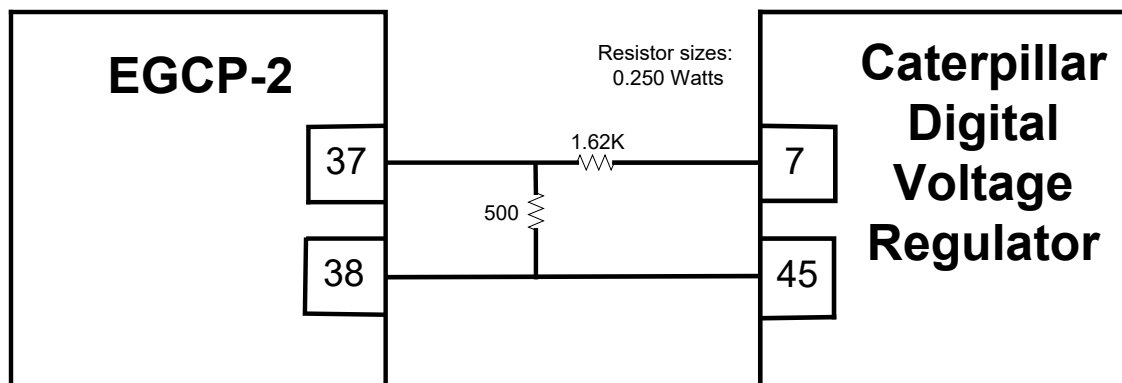 EGCP-2
Resistor sizes:
0.250 Watts
Caterpillar
Digital
Voltage
Regulator
37
1.62K
7
500
38
45